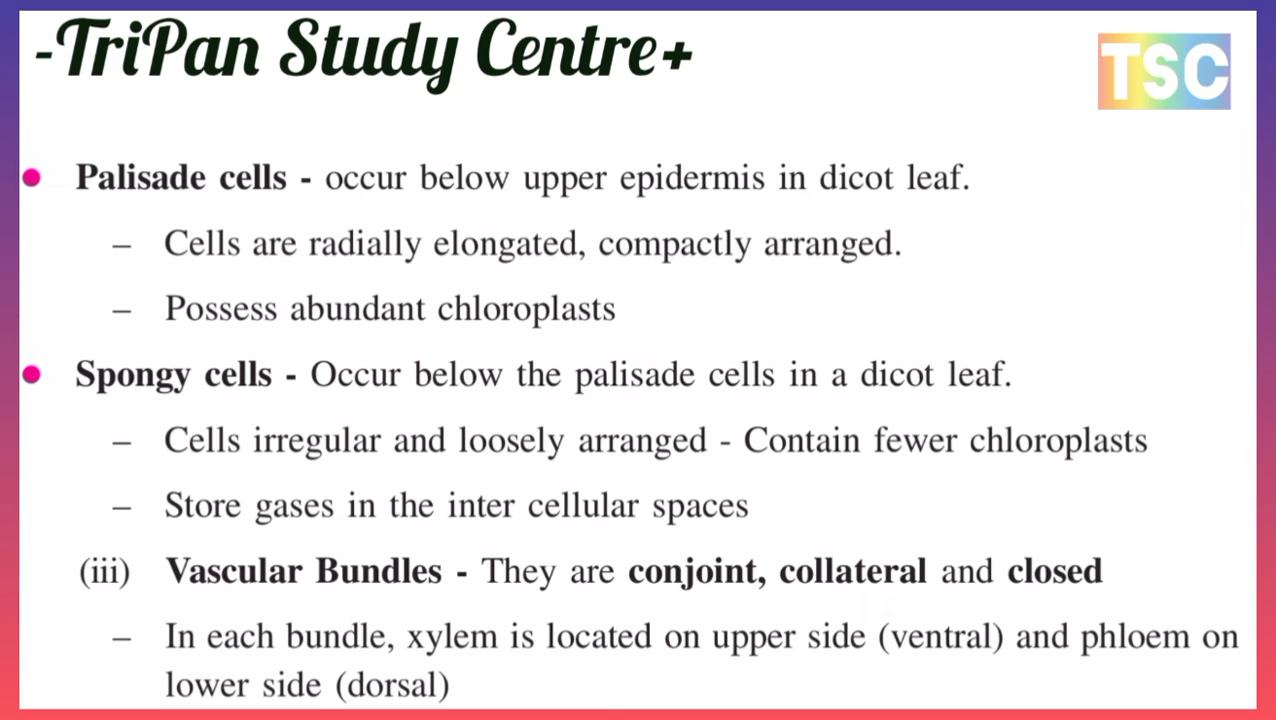 -TriPan Study Centre+
TSC
● Palisade cells - occur below upper epidermis in dicot leaf.
– Cells are radially elongated, compactly arranged.
– Possess abundant chloroplasts
● Spongy cells - Occur below the palisade cells in a dicot leaf.
– Cells irregular and loosely arranged - Contain fewer chloroplasts
– Store gases in the inter cellular spaces
(iii) Vascular Bundles - They are conjoint, collateral and closed
– In each bundle, xylem is located on upper side (ventral) and phloem on
lower side (dorsal)